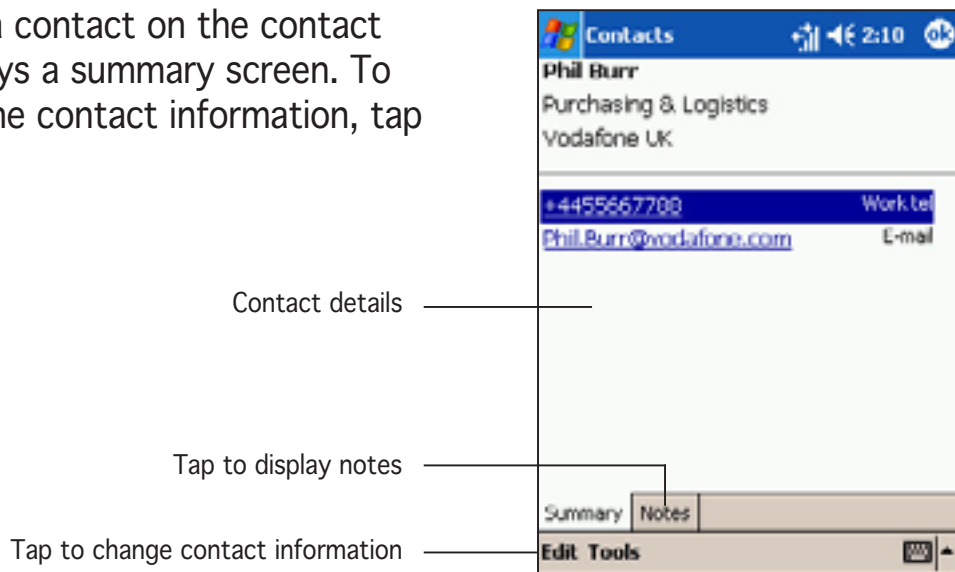 a contact on the contact
ys a summary screen. To
ne contact information, tap
Contacts 2:10 ok
Phil Burr
Purchasing & Logistics
Vodafone UK
+4455667788 Work tel
Phil.Burr@vodafone.com E-mail
Contact details
Tap to display notes
Summary Notes
Tap to change contact information
Edit Tools